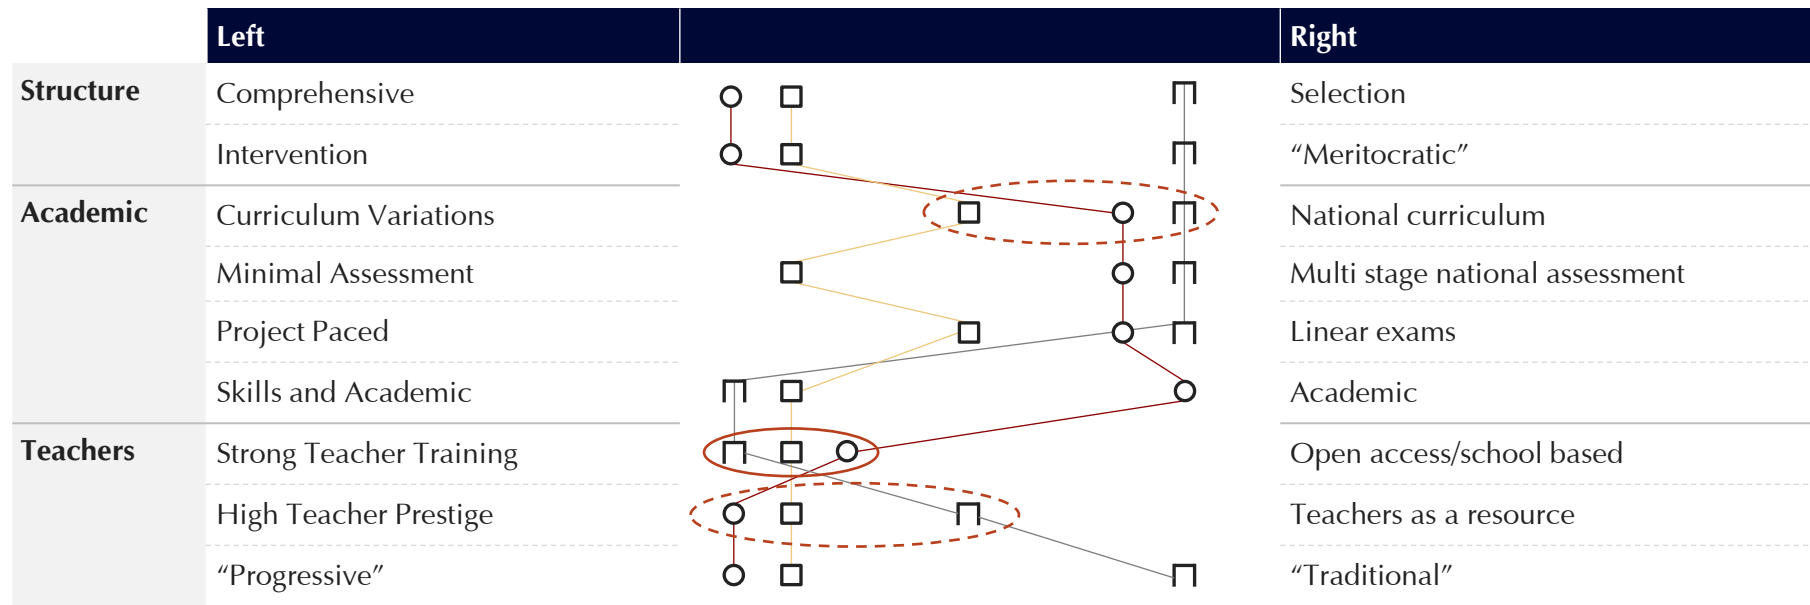 Left Right
Structure Comprehensive Selection
Intervention “Meritocratic”
Academic Curriculum Variations National curriculum
Minimal Assessment Multi stage national assessment
Project Paced Linear exams
Skills and Academic Academic
Teachers Strong Teacher Training Open access/school based
High Teacher Prestige Teachers as a resource
“Progressive” “Traditional”